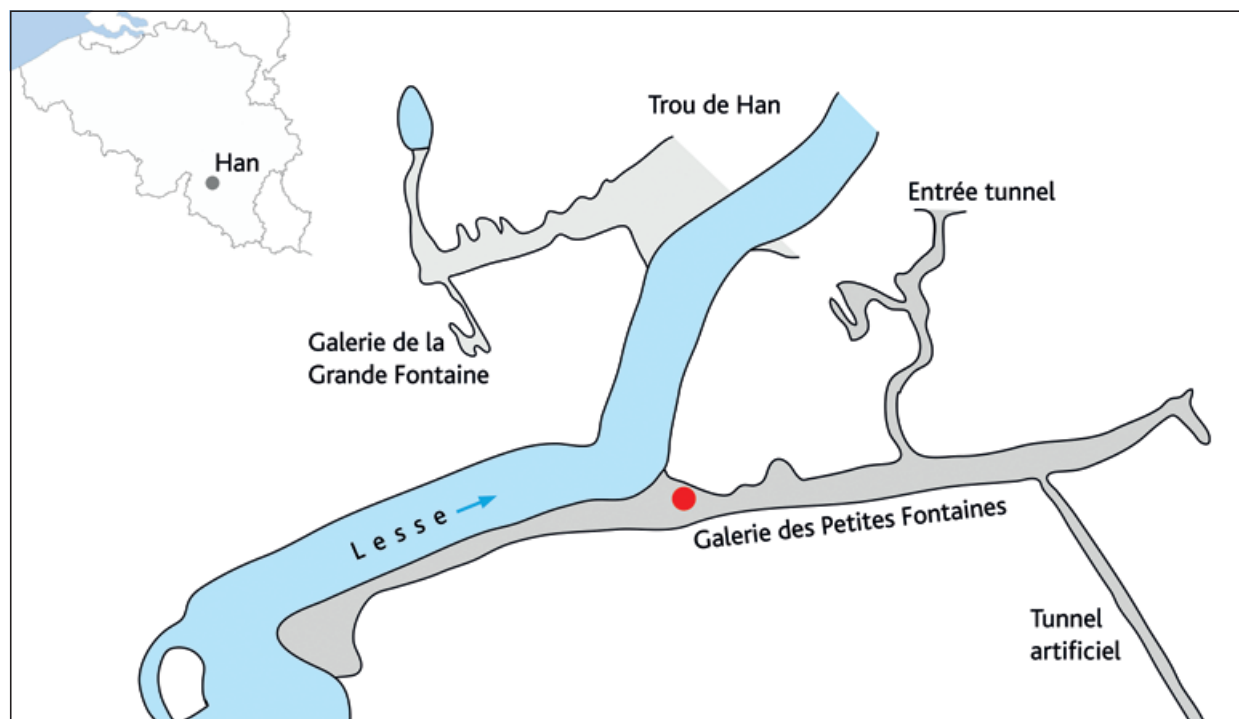 Han
Trou de Han
Entrée tunnel
Galerie de la
Grande Fontaine
Lesse
Galerie des Petites Fontaines
Tunnel
artificiel